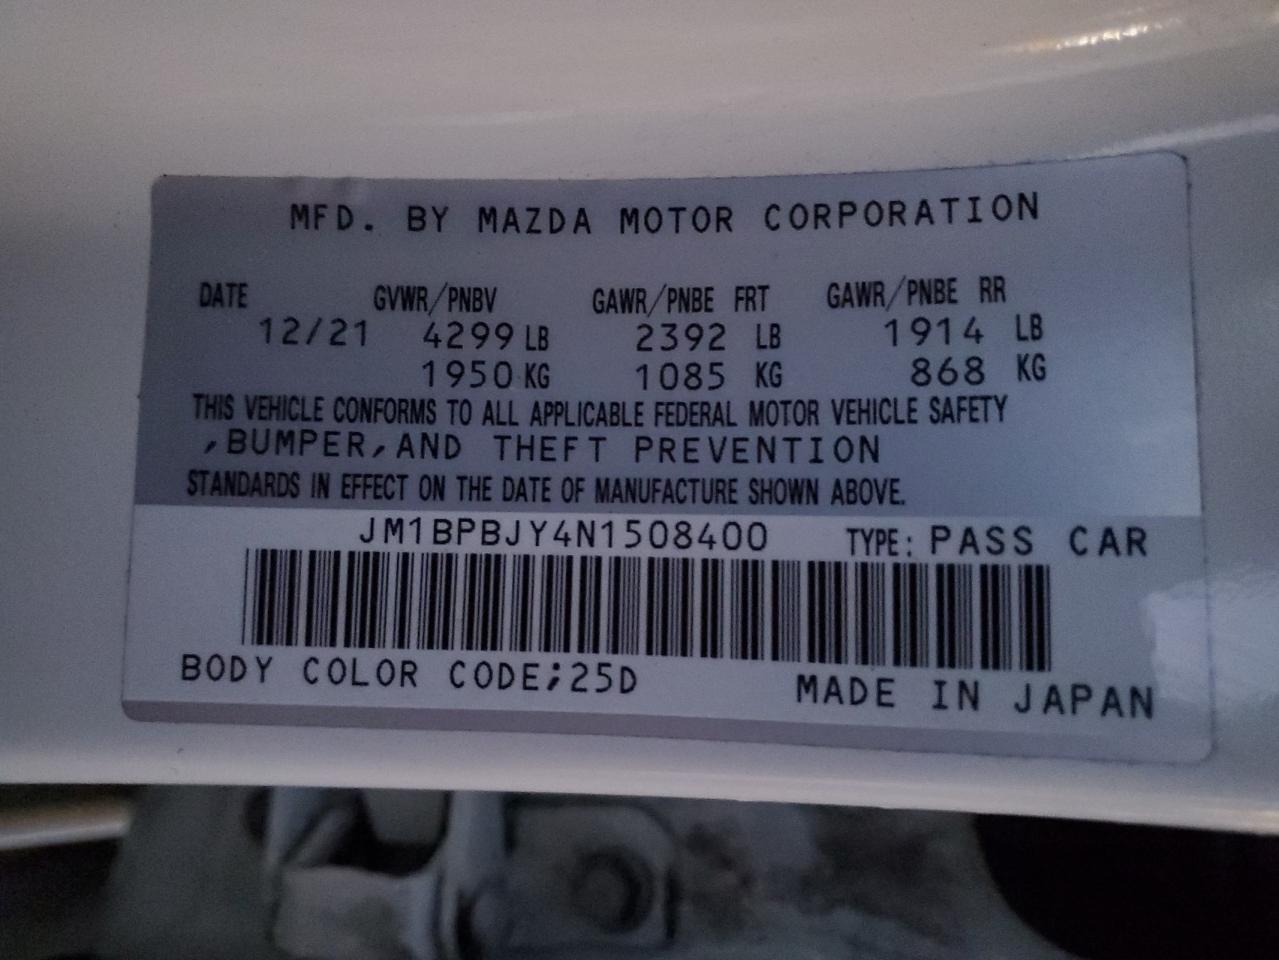 MFD. BY MAZDA MOTOR CORPORATION
DATE GVWR/PNBV GAWR/PNBE FRT GAWR/PNBE RR
12/21 4299 LB 2392 LB 1914 LB
1950 KG 1085 KG 868 KG
THIS VEHICLE CONFORMS TO ALL APPLICABLE FEDERAL MOTOR VEHICLE SAFETY
,BUMPER,AND THEFT PREVENTION
STANDARDS IN EFFECT ON THE DATE OF MANUFACTURE SHOWN ABOVE.
JM1BPBJY4N1508400 TYPE: PASS CAR
BODY COLOR CODE;25D MADE IN JAPAN